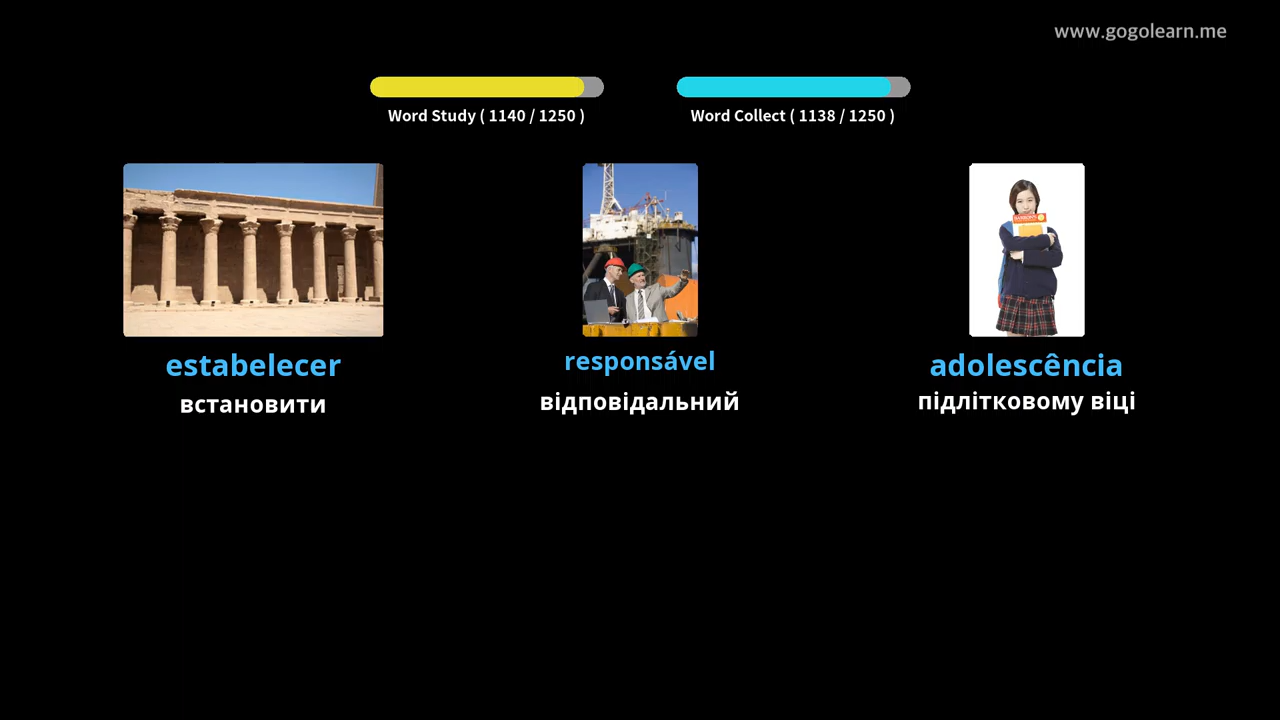 www.gogolearn.me
Word Study ( 1140 / 1250 )
Word Collect ( 1138 / 1250 )
estabelecer
встановити
responsável
відповідальний
adolescência
підлітковому віці